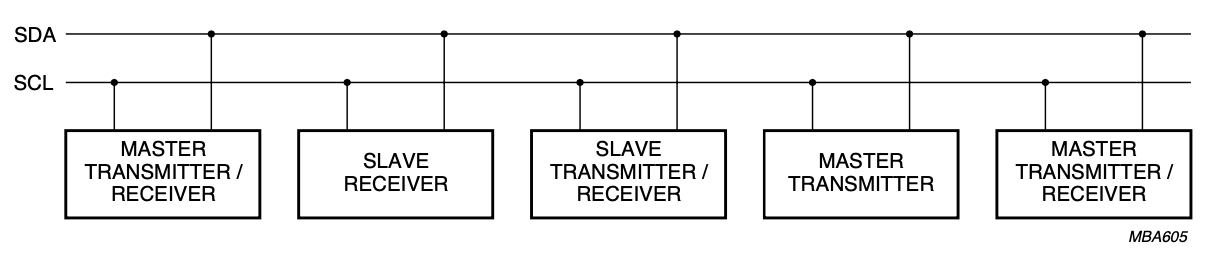 SDA
SCL
MASTER
TRANSMITTER /
RECEIVER
SLAVE
RECEIVER
SLAVE
TRANSMITTER /
RECEIVER
MASTER
TRANSMITTER
MASTER
TRANSMITTER /
RECEIVER
MBA605